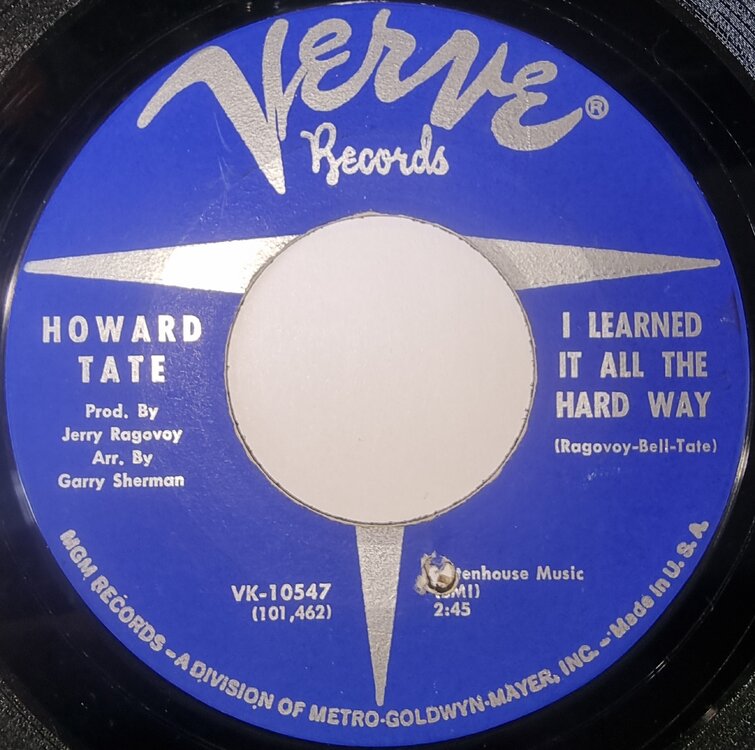 Verve®
Records
HOWARD
TATE
Prod. By
Jerry Ragovoy
Arr. By
Garry Sherman
I LEARNED
IT ALL THE
HARD WAY
(Ragovoy-Bell-Tate)
VK-10547
(101,462)
Music
2:45
MGM RECORDS – A DIVISION OF METRO-GOLDWYN-MAYER, INC. – Made in U. S. A.